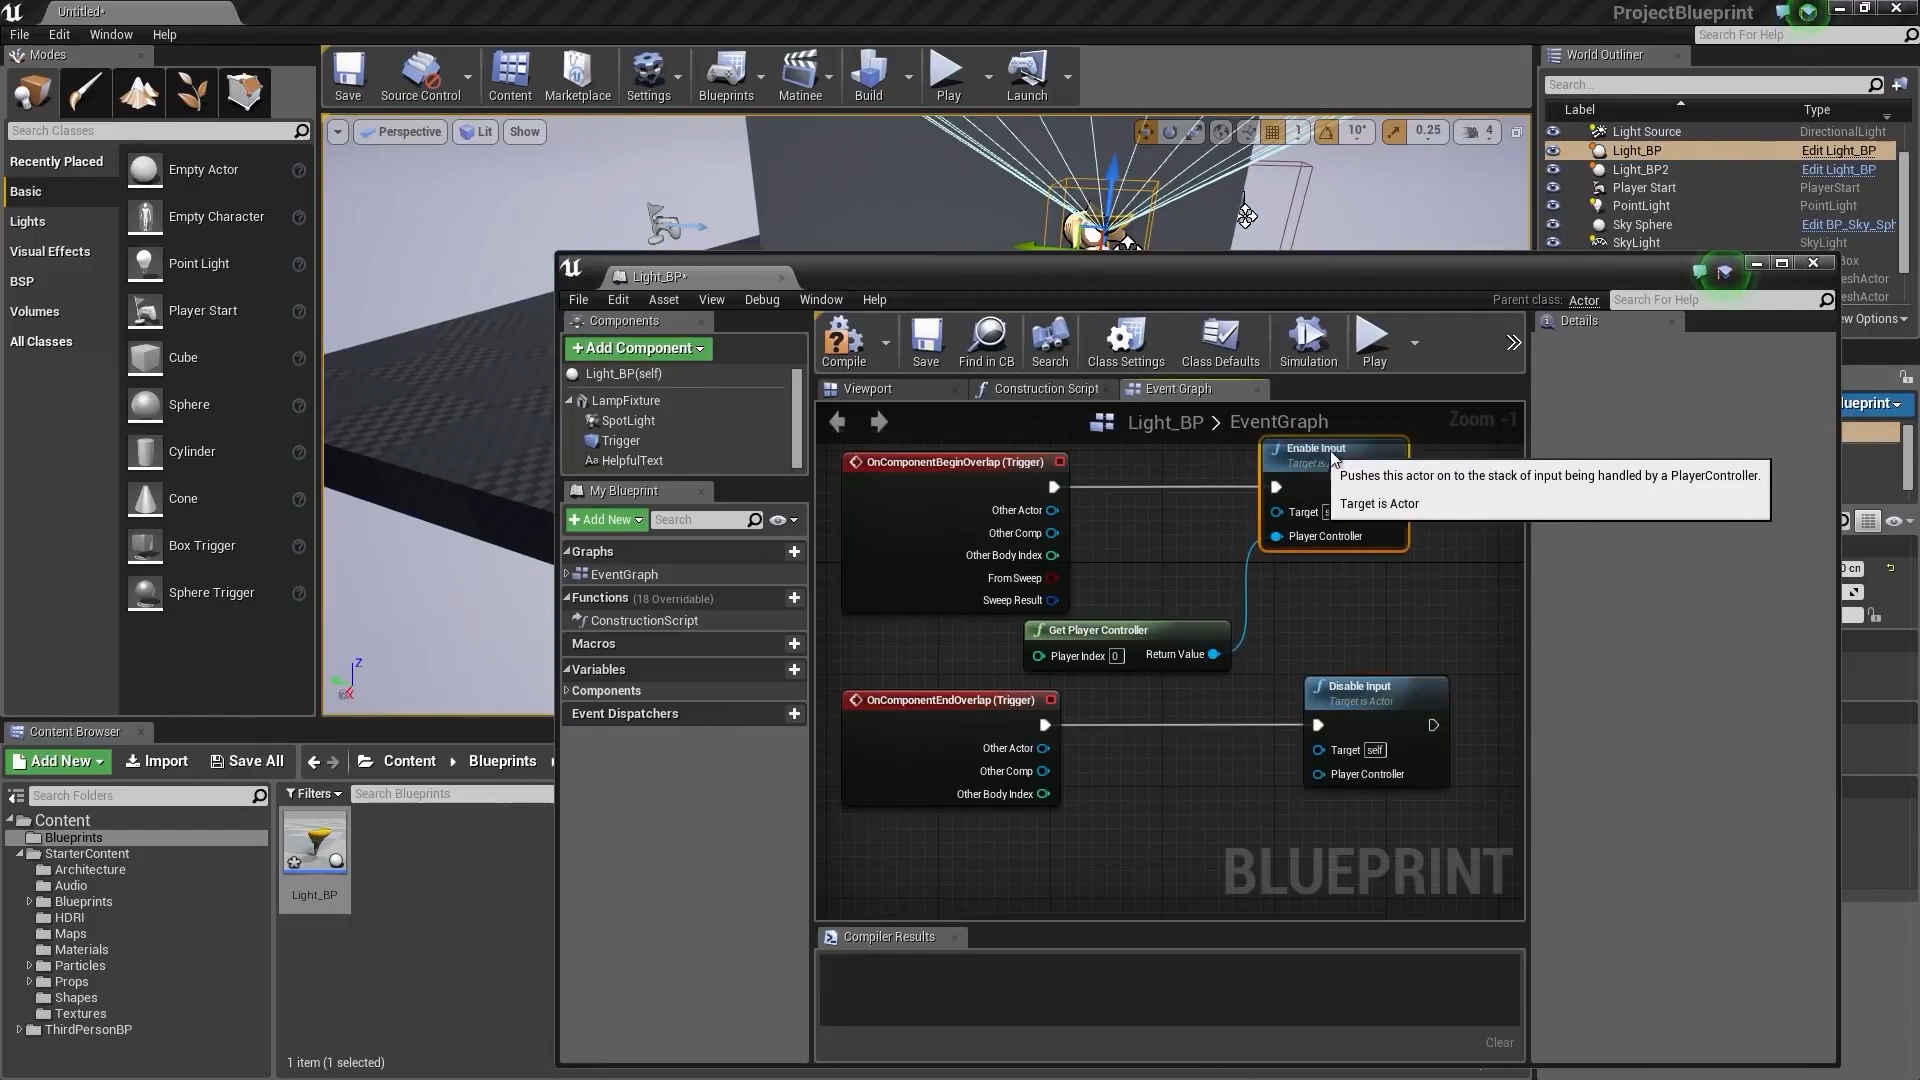 Untitled*
ProjectBlueprint
File Edit Window Help
Search For Help
Modes
Search Classes
Recently Placed
Basic
Lights
Visual Effects
BSP
Volumes
All Classes
Empty Actor
Empty Character
Point Light
Player Start
Cube
Sphere
Cylinder
Cone
Box Trigger
Sphere Trigger
Save
Source Control
Content
Marketplace
Settings
Blueprints
Matinee
Build
Play
Launch
Perspective
Lit
Show
1
10°
0.25
4
World Outliner
Search...
Label Type
Light Source DirectionalLight
Light_BP Edit Light_BP
Light_BP2 Edit Light_BP
Player Start PlayerStart
PointLight PointLight
Sky Sphere Edit BP_Sky_Sph
SkyLight SkyLight
Box
eshActor
eshActor
ew Options
lueprint
0 cn
Light_BP*
File Edit Asset View Debug Window Help
Parent class: Actor
Search For Help
Components
+ Add Component
Light_BP(self)
LampFixture
SpotLight
Trigger
Aa HelpfulText
My Blueprint
+ Add New
Search
Graphs
EventGraph
Functions (18 Overridable)
ConstructionScript
Macros
Variables
Components
Event Dispatchers
Compile
Save
Find in CB
Search
Class Settings
Class Defaults
Simulation
Play
Details
Viewport
Construction Script
Event Graph
Light_BP > EventGraph
Zoom -1
OnComponentBeginOverlap (Trigger)
Other Actor
Other Comp
Other Body Index
From Sweep
Sweep Result
Enable Input
Target is
Target
Player Controller
Pushes this actor on to the stack of input being handled by a PlayerController.
Target is Actor
Get Player Controller
Player Index 0
Return Value
OnComponentEndOverlap (Trigger)
Other Actor
Other Comp
Other Body Index
Disable Input
Target is Actor
Target self
Player Controller
BLUEPRINT
Compiler Results
Clear
Z
X
Content Browser
Add New
Import
Save All
Content
Blueprints
Search Folders
Filters
Search Blueprints
Content
Blueprints
StarterContent
Architecture
Audio
Blueprints
HDRI
Maps
Materials
Particles
Props
Shapes
Textures
ThirdPersonBP
Light_BP
1 item (1 selected)